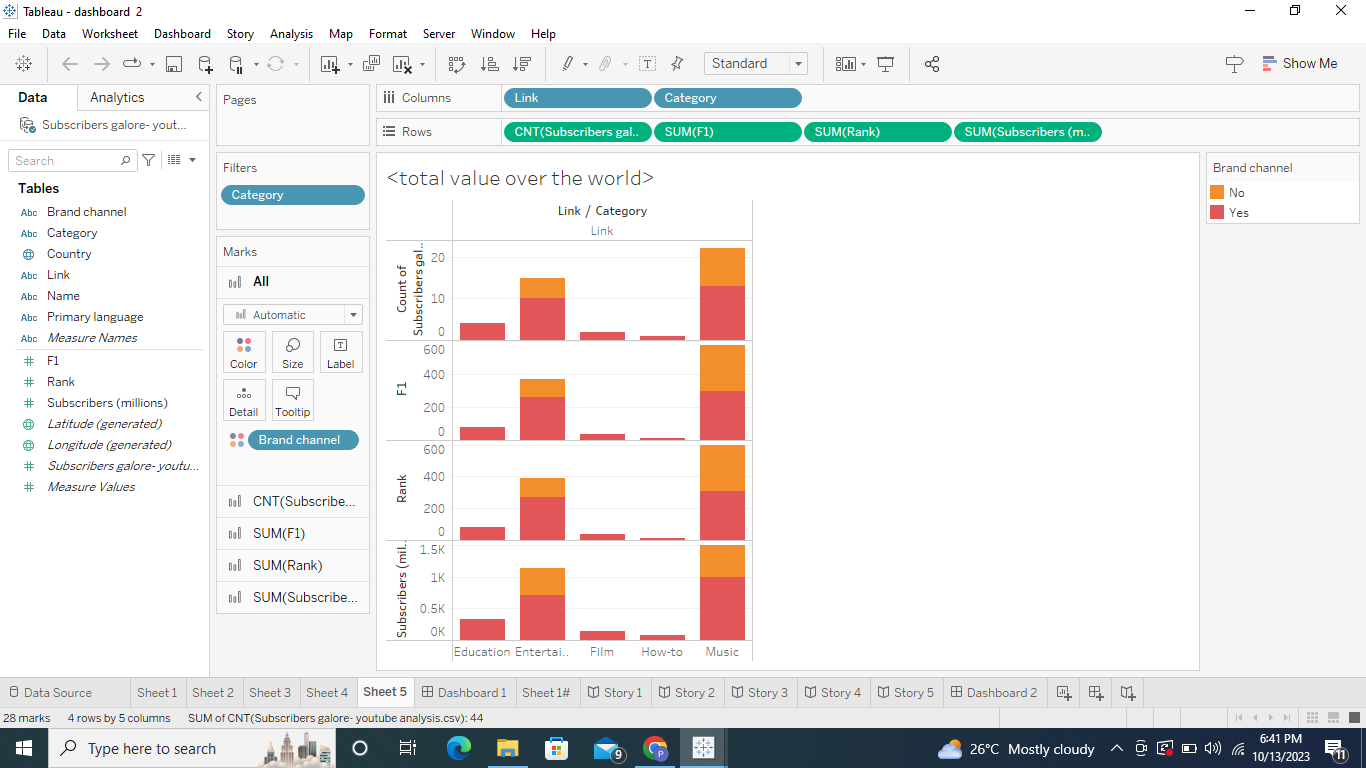 Tableau - dashboard 2
File Data Worksheet Dashboard Story Analysis Map Format Server Window Help
Standard
Show Me
Data Analytics
Subscribers galore- yout...
Search
Tables
Abc Brand channel
Abc Category
Country
Abc Link
Abc Name
Abc Primary language
Abc Measure Names
# F1
# Rank
# Subscribers (millions)
Latitude (generated)
Longitude (generated)
# Subscribers galore- youtu...
# Measure Values
Pages
Filters
Category
Marks
All
Automatic
Color Size Label
Detail Tooltip
Brand channel
CNT(Subscribe...
SUM(F1)
SUM(Rank)
SUM(Subscribe...
Columns Link Category
Rows CNT(Subscribers gal.. SUM(F1) SUM(Rank) SUM(Subscribers (m..
<total value over the world>
Link / Category
Link
Count of
Subscribers gal..
20
10
0
F1
600
400
200
0
Rank
600
400
200
0
Subscribers (mil..
1.5K
1K
0.5K
0K
Education Entertai.. Film How-to Music
Brand channel
No
Yes
Data Source Sheet 1 Sheet 2 Sheet 3 Sheet 4 Sheet 5 Dashboard 1 Sheet 1# Story 1 Story 2 Story 3 Story 4 Story 5 Dashboard 2
28 marks 4 rows by 5 columns SUM of CNT(Subscribers galore- youtube analysis.csv): 44
Type here to search
9
P
26°C Mostly cloudy
6:41 PM
10/13/2023
11